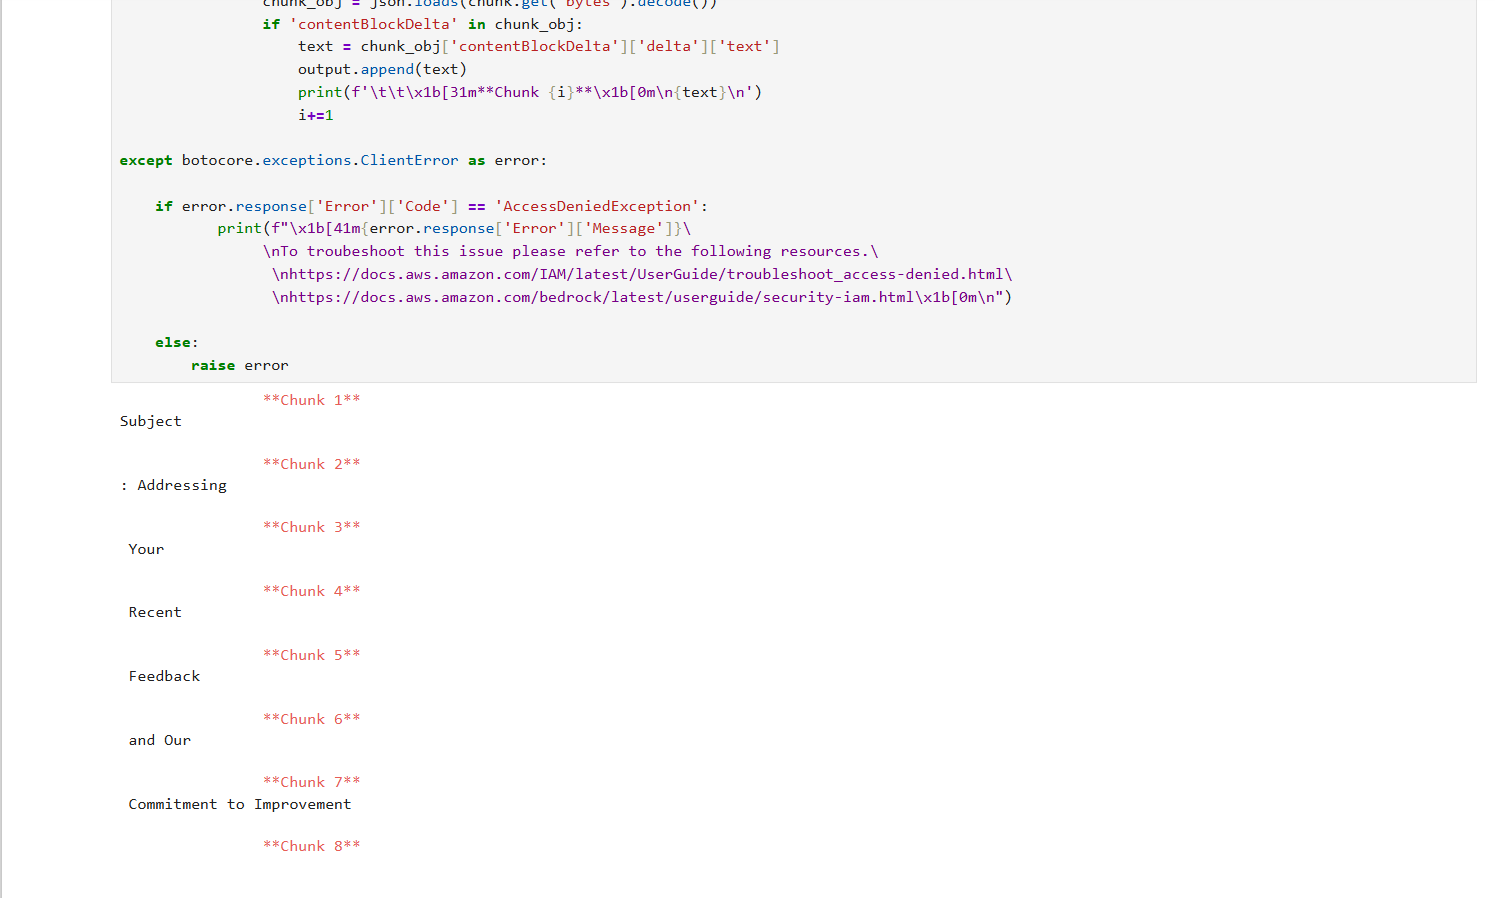 chunk_obj = json.loads(chunk.get('bytes').decode())
if 'contentBlockDelta' in chunk_obj:
text = chunk_obj['contentBlockDelta']['delta']['text']
output.append(text)
print(f'\t\t\x1b[31m**Chunk {i}**\x1b[0m\n{text}\n')
i+=1
except botocore.exceptions.ClientError as error:
if error.response['Error']['Code'] == 'AccessDeniedException':
print(f"\x1b[41m{error.response['Error']['Message']}\
\nTo troubeshoot this issue please refer to the following resources.\
\nhttps://docs.aws.amazon.com/IAM/latest/UserGuide/troubleshoot_access-denied.html\
\nhttps://docs.aws.amazon.com/bedrock/latest/userguide/security-iam.html\x1b[0m\n")
else:
raise error
**Chunk 1**
Subject
**Chunk 2**
: Addressing
**Chunk 3**
Your
**Chunk 4**
Recent
**Chunk 5**
Feedback
**Chunk 6**
and Our
**Chunk 7**
Commitment to Improvement
**Chunk 8**